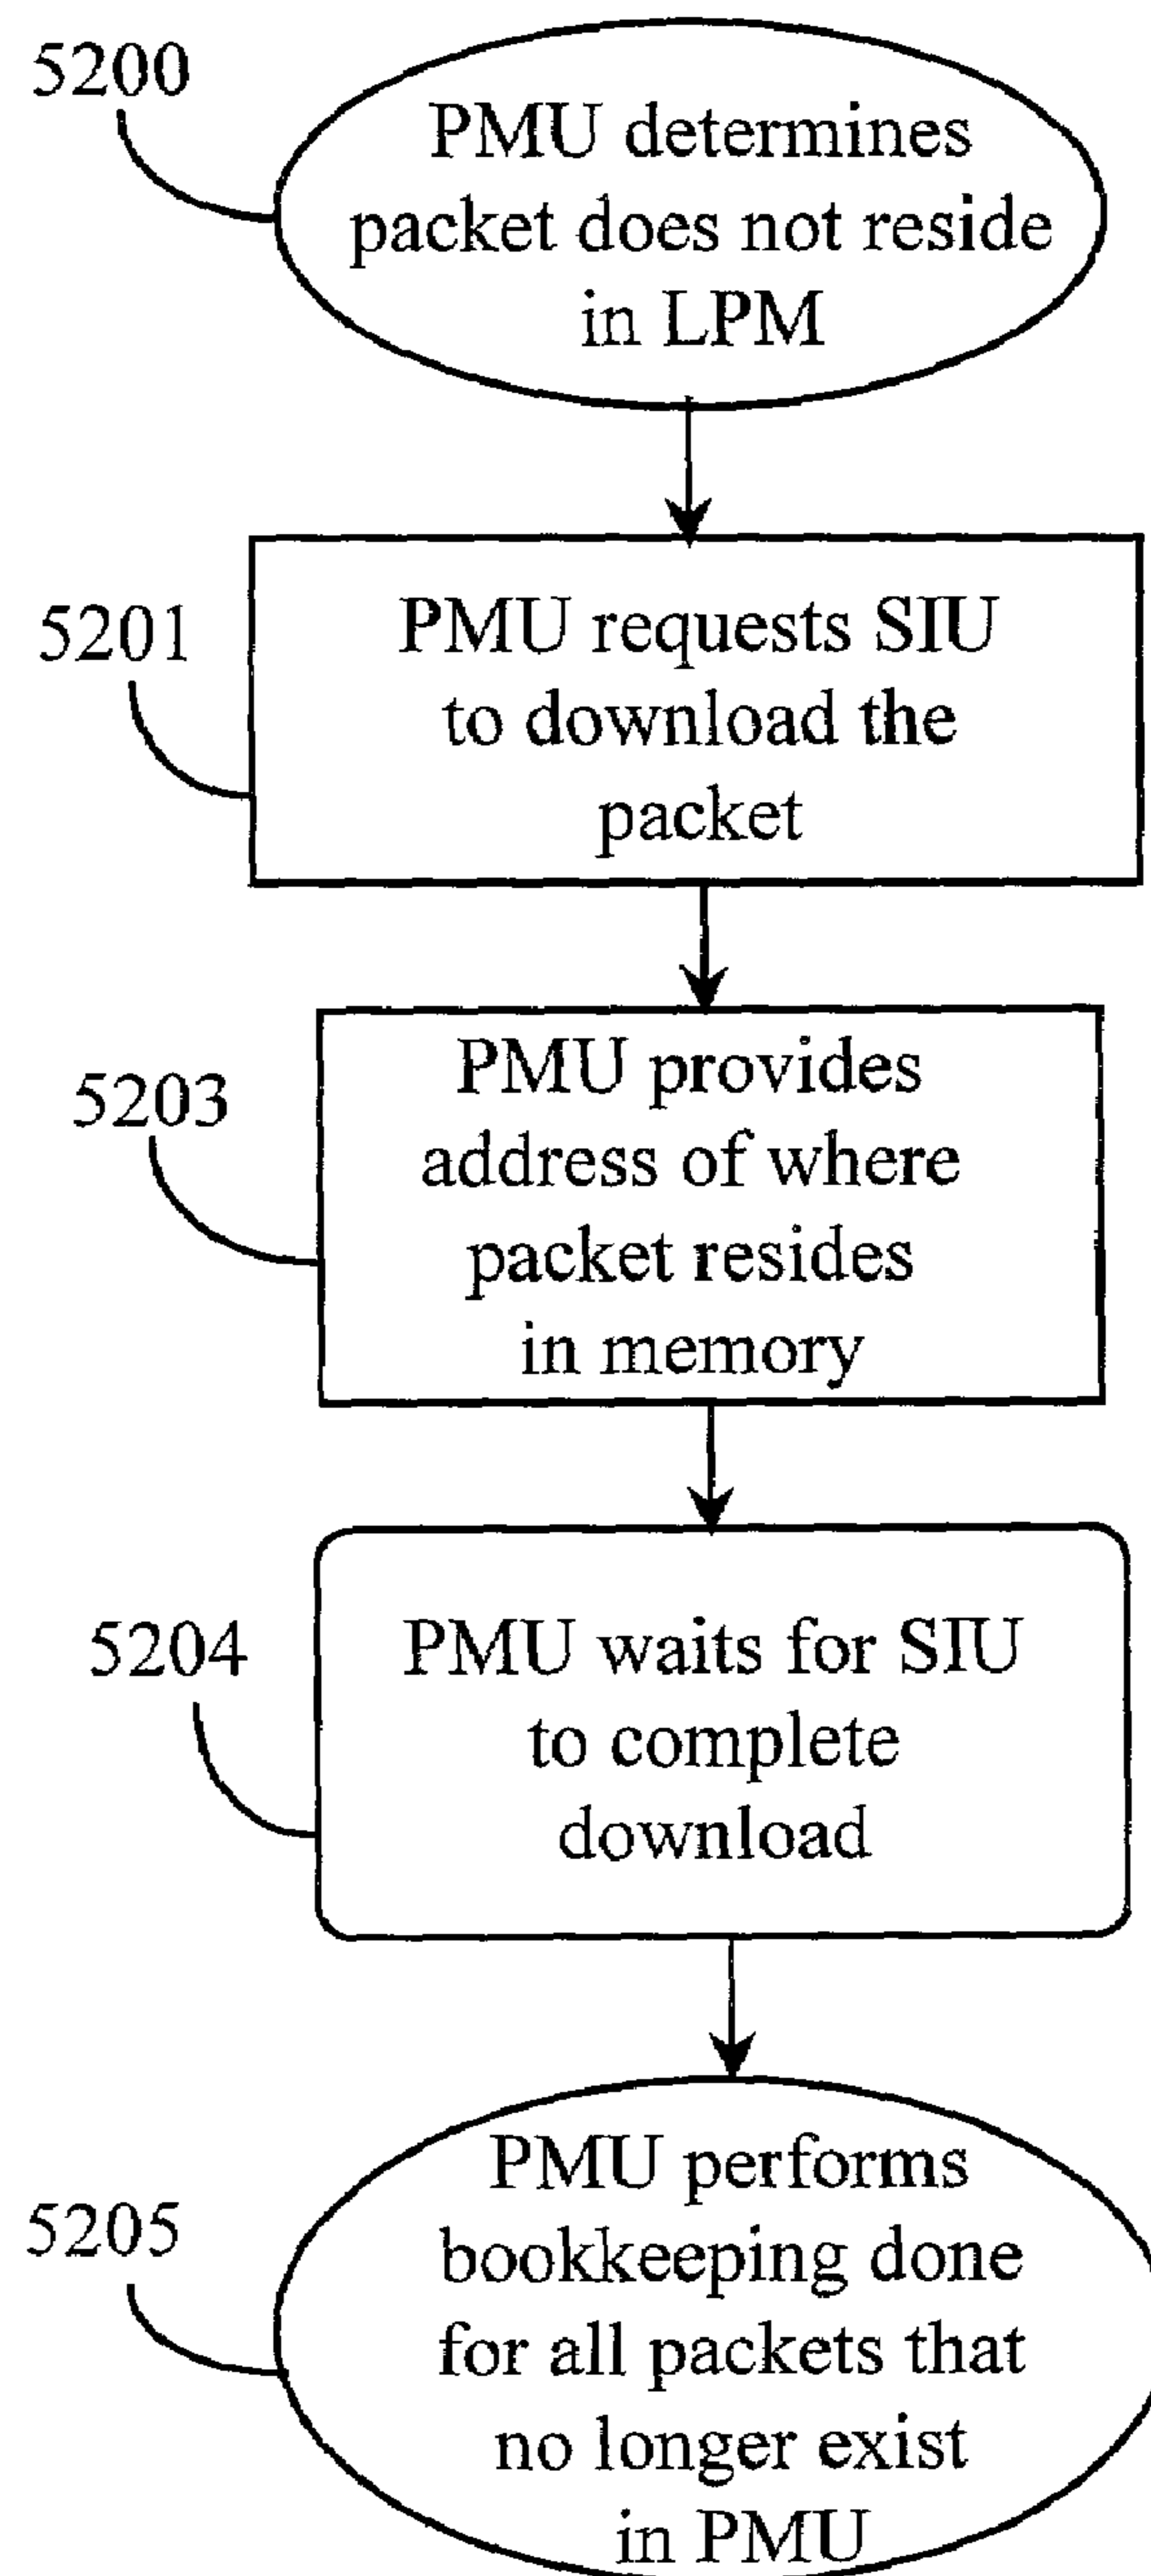 5200
PMU determines
packet does not reside
in LPM
5201
PMU requests SIU
to download the
packet
5203
PMU provides
address of where
packet resides
in memory
5204
PMU waits for SIU
to complete
download
5205
PMU performs
bookkeeping done
for all packets that
no longer exist
in PMU